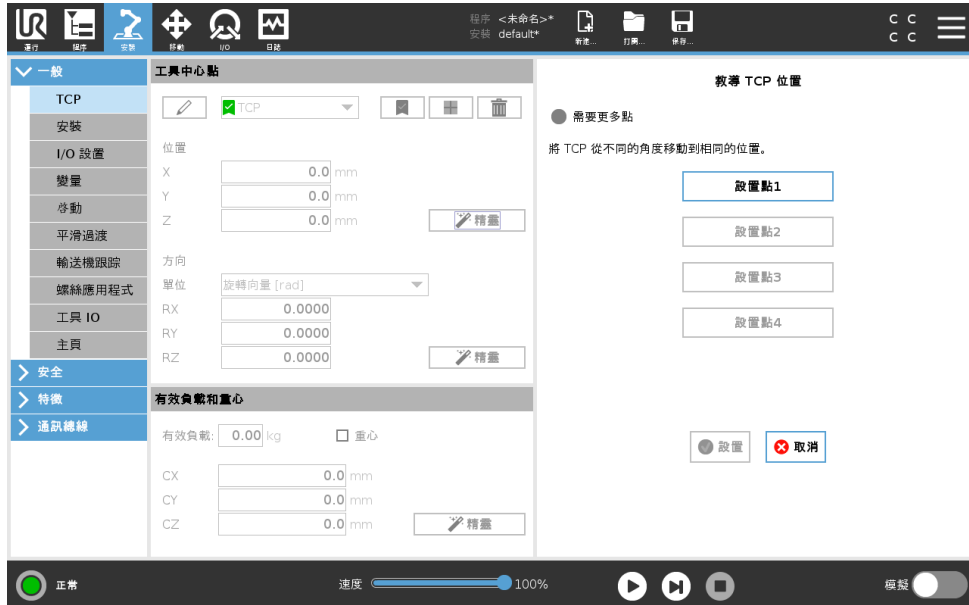 UR
運行
程序
安裝
移動
I/O
日誌
程序 <未命名>*
安裝 default*
新建...
打開...
保存...
C C
C C
一般
TCP
安裝
I/O 設置
變量
啓動
平滑過渡
輸送機跟踪
螺絲應用程式
工具 IO
主頁
安全
特徵
通訊總線
工具中心點
TCP
位置
X 0.0 mm
Y 0.0 mm
Z 0.0 mm 精靈
方向
單位 旋轉向量 [rad]
RX 0.0000
RY 0.0000
RZ 0.0000 精靈
有效負載和重心
有效負載: 0.00 kg 重心
CX 0.0 mm
CY 0.0 mm
CZ 0.0 mm 精靈
教導 TCP 位置
需要更多點
將 TCP 從不同的角度移動到相同的位置。
設置點1
設置點2
設置點3
設置點4
設置 取消
正常
速度 100%
模擬